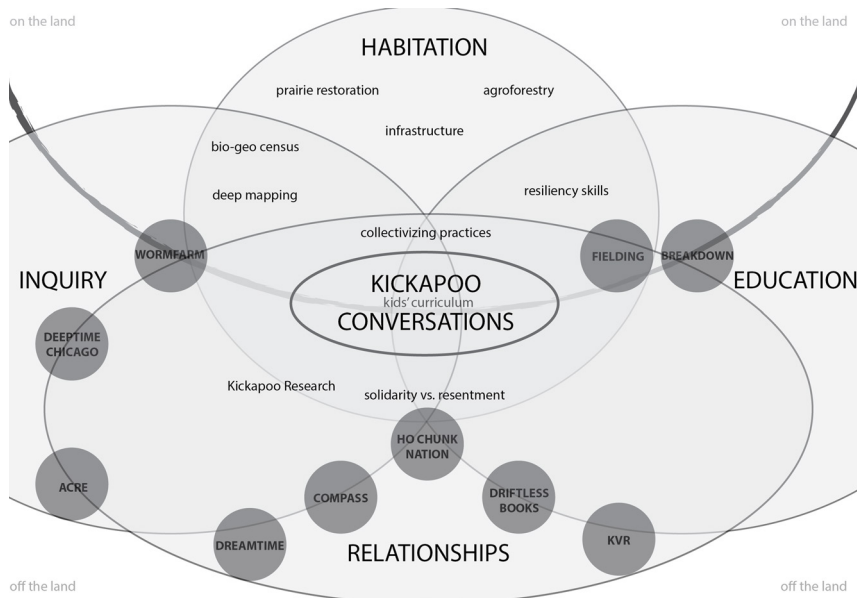 on the land
on the land
HABITATION
prairie restoration
agroforestry
infrastructure
bio-geo census
deep mapping
resiliency skills
collectivizing practices
WORMFARM
FIELDING
BREAKDOWN
INQUIRY
EDUCATION
KICKAPOO
kids' curriculum
CONVERSATIONS
DEEPTIME
CHICAGO
Kickapoo Research
solidarity vs. resentment
HO CHUNK
NATION
ACRE
COMPASS
DRIFTLESS
BOOKS
DREAMTIME
KVR
RELATIONSHIPS
off the land
off the land